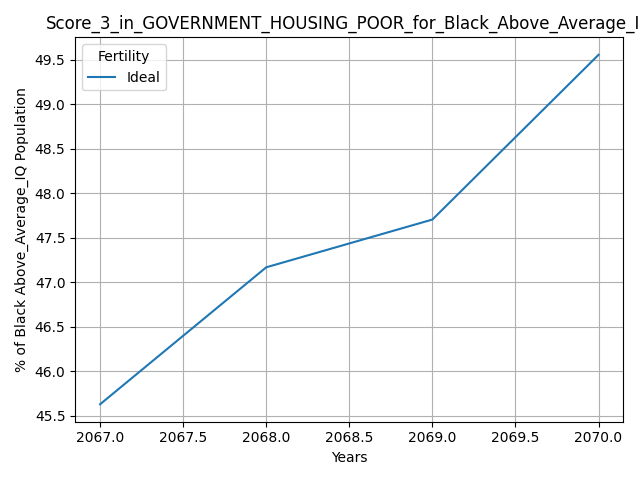 Score_3_in_GOVERNMENT_HOUSING_POOR_for_Black_Above_Average_I
Fertility
Ideal
% of Black Above_Average_IQ Population
49.5
49.0
48.5
48.0
47.5
47.0
46.5
46.0
45.5
2067.0 2067.5 2068.0 2068.5 2069.0 2069.5 2070.0
Years